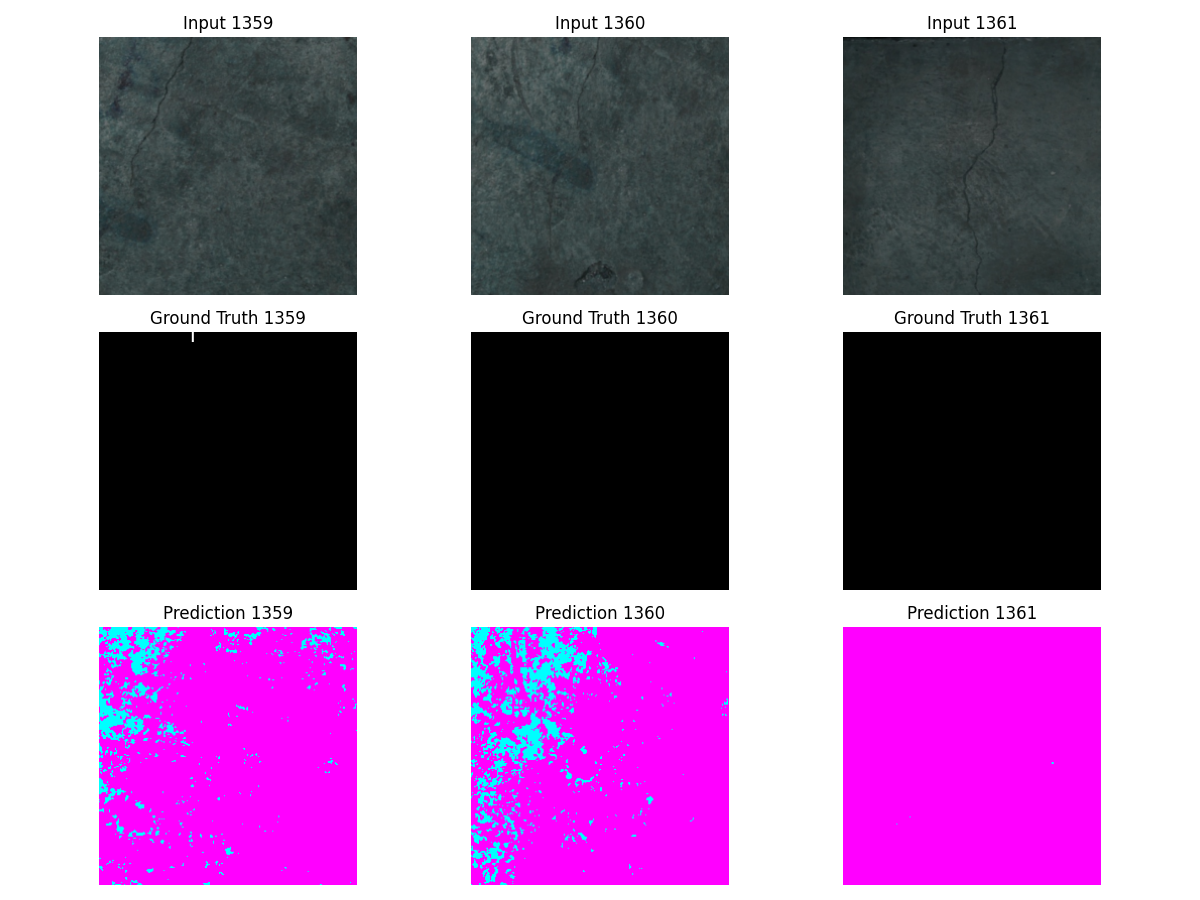 Input 1359
Input 1360
Input 1361
Ground Truth 1359
Ground Truth 1360
Ground Truth 1361
Prediction 1359
Prediction 1360
Prediction 1361